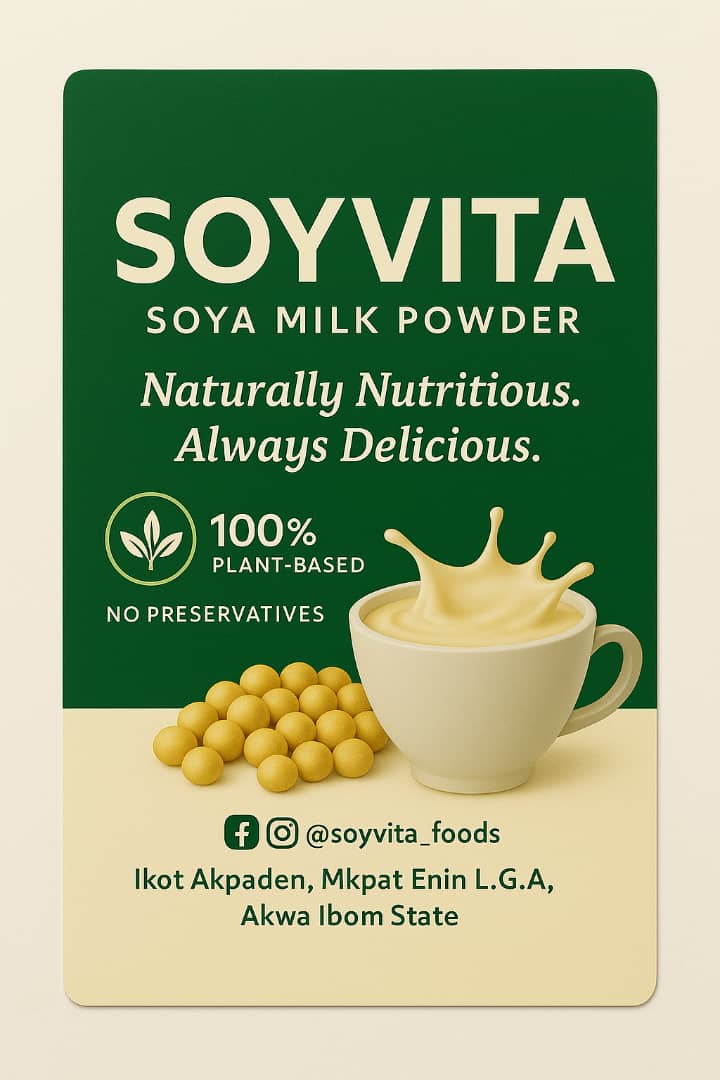 SOYVITA
SOYA MILK POWDER
Naturally Nutritious.
Always Delicious.
100%
PLANT-BASED
NO PRESERVATIVES
@soyvita_foods
Ikot Akpaden, Mkpat Enin L.G.A,
Akwa Ibom State